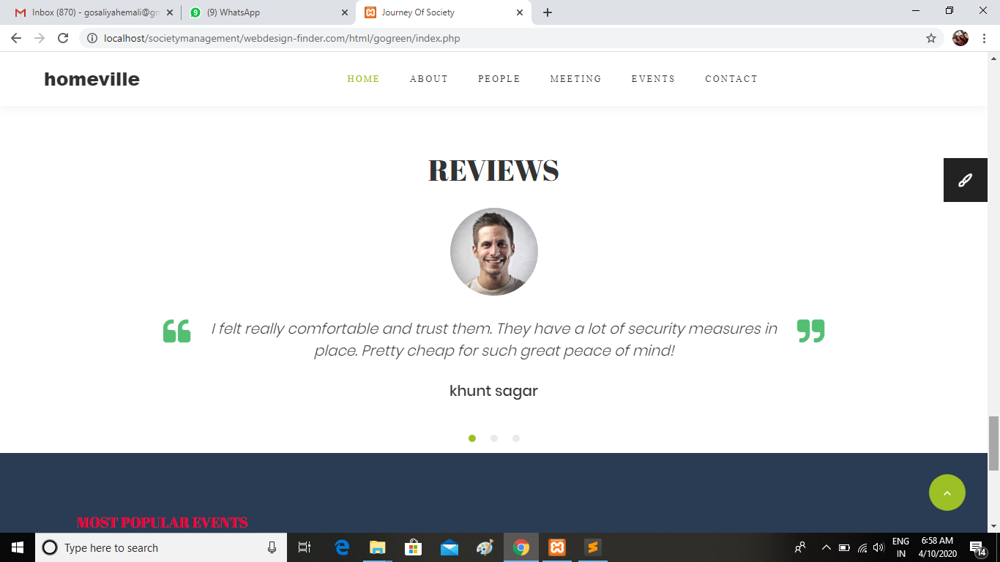 Inbox (870) - gosaliyahemali@gm
(9) WhatsApp
Journey Of Society
localhost/societymanagement/webdesign-finder.com/html/gogreen/index.php
homeville
HOME ABOUT PEOPLE MEETING EVENTS CONTACT
REVIEWS
I felt really comfortable and trust them. They have a lot of security measures in
place. Pretty cheap for such great peace of mind!
khunt sagar
MOST POPULAR EVENTS
Type here to search
ENG
IN
6:58 AM
4/10/2020
14